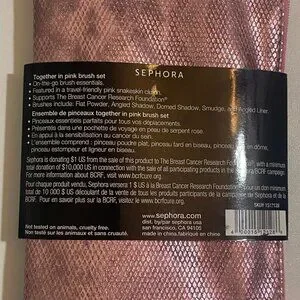 SEPHORA
Together in pink brush set
• On-the-go brush essentials.
• Featured in a travel-friendly pink snakeskin clutch.
• Supports The Breast Cancer Research Foundation®
• Brushes include: Flat Powder, Angled Shadow, Domed Shadow, Smudge, and Angled Liner.
Ensemble de pinceaux together in pink brush set
• Pinceaux essentiels parfaits pour tous vos déplacements.
• Présentés dans une pochette de voyage en peau de serpent rose.
• En appui à la sensibilisation au cancer du sein.
• L'ensemble comprend : pinceau poudre plat, pinceau fard en biseau, pinceau fard en dôme, pinceau
estompeur et ligneur en biseau.
Sephora is donating $1 US from the sale of this product to The Breast Cancer Research Foundation®, with a minimum
total donation of $10,000 US in connection with the sale of all participating products in the Sephora/BCRF campaign.
For more information about BCRF, visit www.bcrfcure.org.
Pour chaque produit vendu, Sephora versera 1 $ US à la Breast Cancer Research Foundation® pour un don minimum
total de 10 000 $ US découlant de la vente de tous les produits participants de la campagne de Sephora et de la
BCRF. Pour en savoir plus sur la BCRF, visitez www.bcrfcure.org.
www.sephora.com
Not tested on animals, cruelty free.
Not testé sur les animaux et sans cruauté.
dist. by/par sephora usa
san francisco, CA 94105
made in china/fabriqué en chine
SKU# 1517128